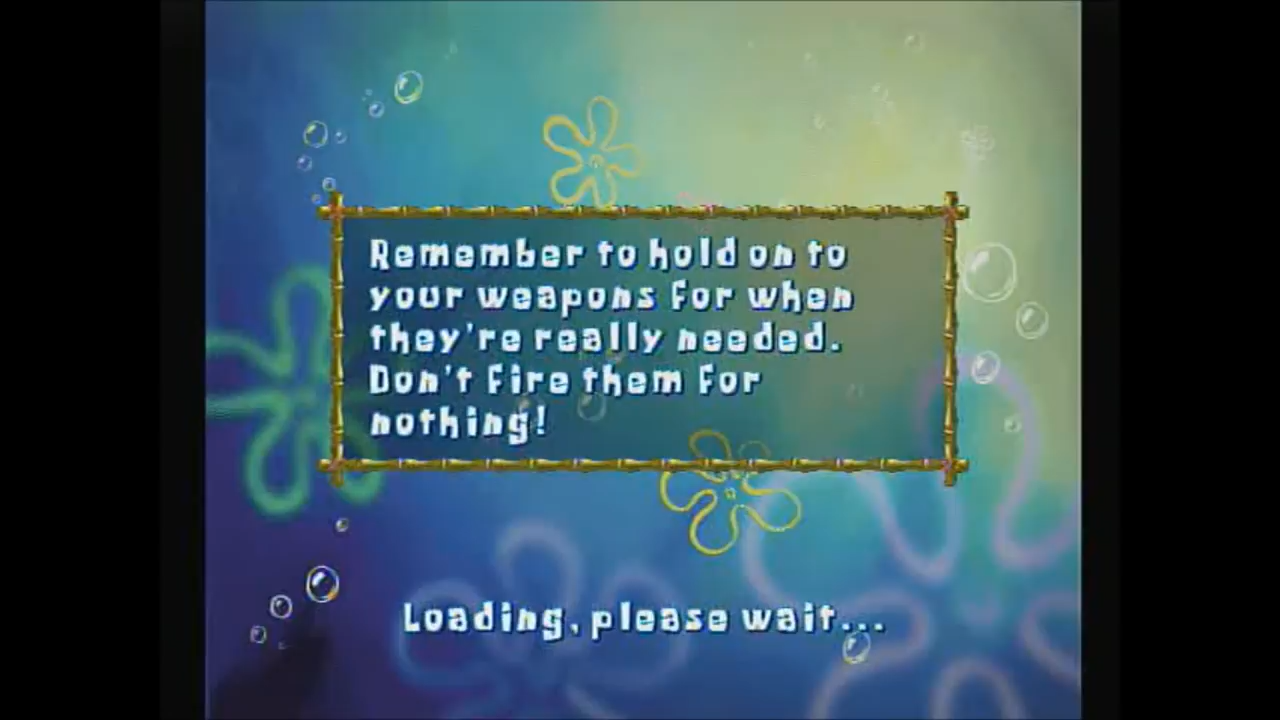 Remember to hold on to
your weapons for when
they're really needed.
Don't fire them for
nothing!
Loading, please wait...